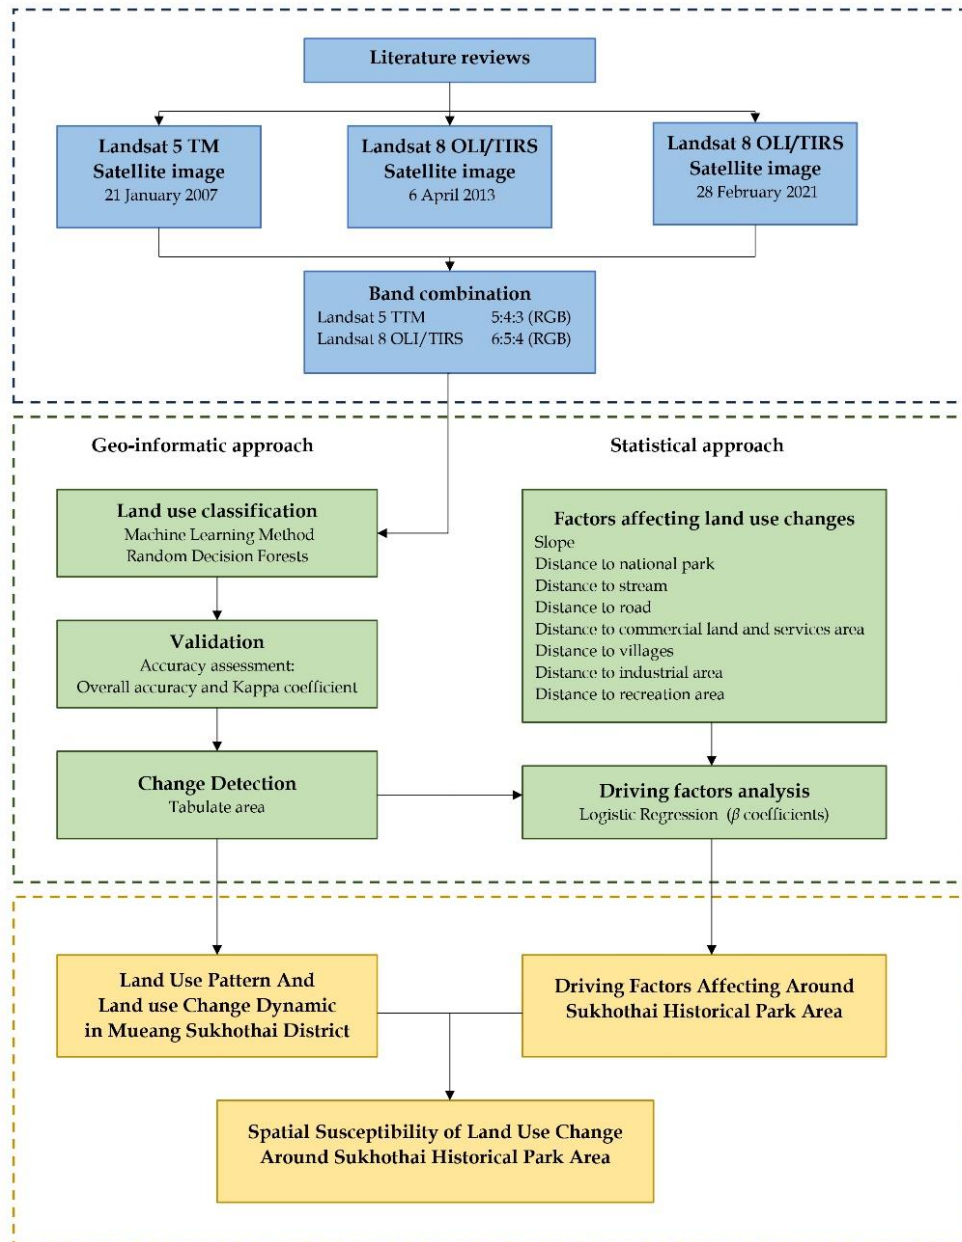 Literature reviews
Landsat 5 TM
Satellite image
21 January 2007
Landsat 8 OLI/TIRS
Satellite image
6 April 2013
Landsat 8 OLI/TIRS
Satellite image
28 February 2021
Band combination
Landsat 5 TTM 5:4:3 (RGB)
Landsat 8 OLI/TIRS 6:5:4 (RGB)
Geo-informatic approach
Statistical approach
Land use classification
Machine Learning Method
Random Decision Forests
Validation
Accuracy assessment:
Overall accuracy and Kappa coefficient
Change Detection
Tabulate area
Factors affecting land use changes
Slope
Distance to national park
Distance to stream
Distance to road
Distance to commercial land and services area
Distance to villages
Distance to industrial area
Distance to recreation area
Driving factors analysis
Logistic Regression (β coefficients)
Land Use Pattern And
Land use Change Dynamic
in Mueang Sukhothai District
Driving Factors Affecting Around
Sukhothai Historical Park Area
Spatial Susceptibility of Land Use Change
Around Sukhothai Historical Park Area